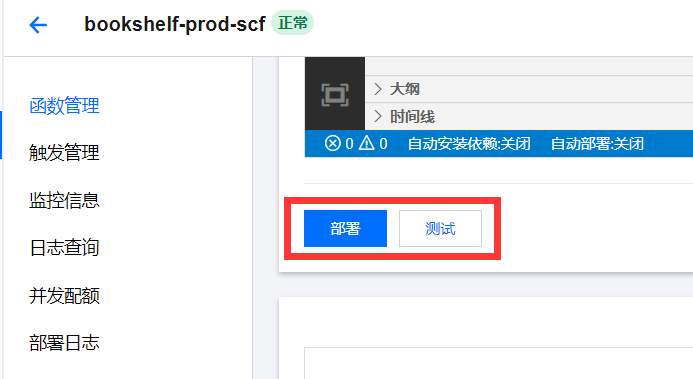 bookshelf-prod-scf 正常
函数管理
触发管理
监控信息
日志查询
并发配额
部署日志
大纲
时间线
0 0 自动安装依赖:关闭 自动部署:关闭
部署 测试